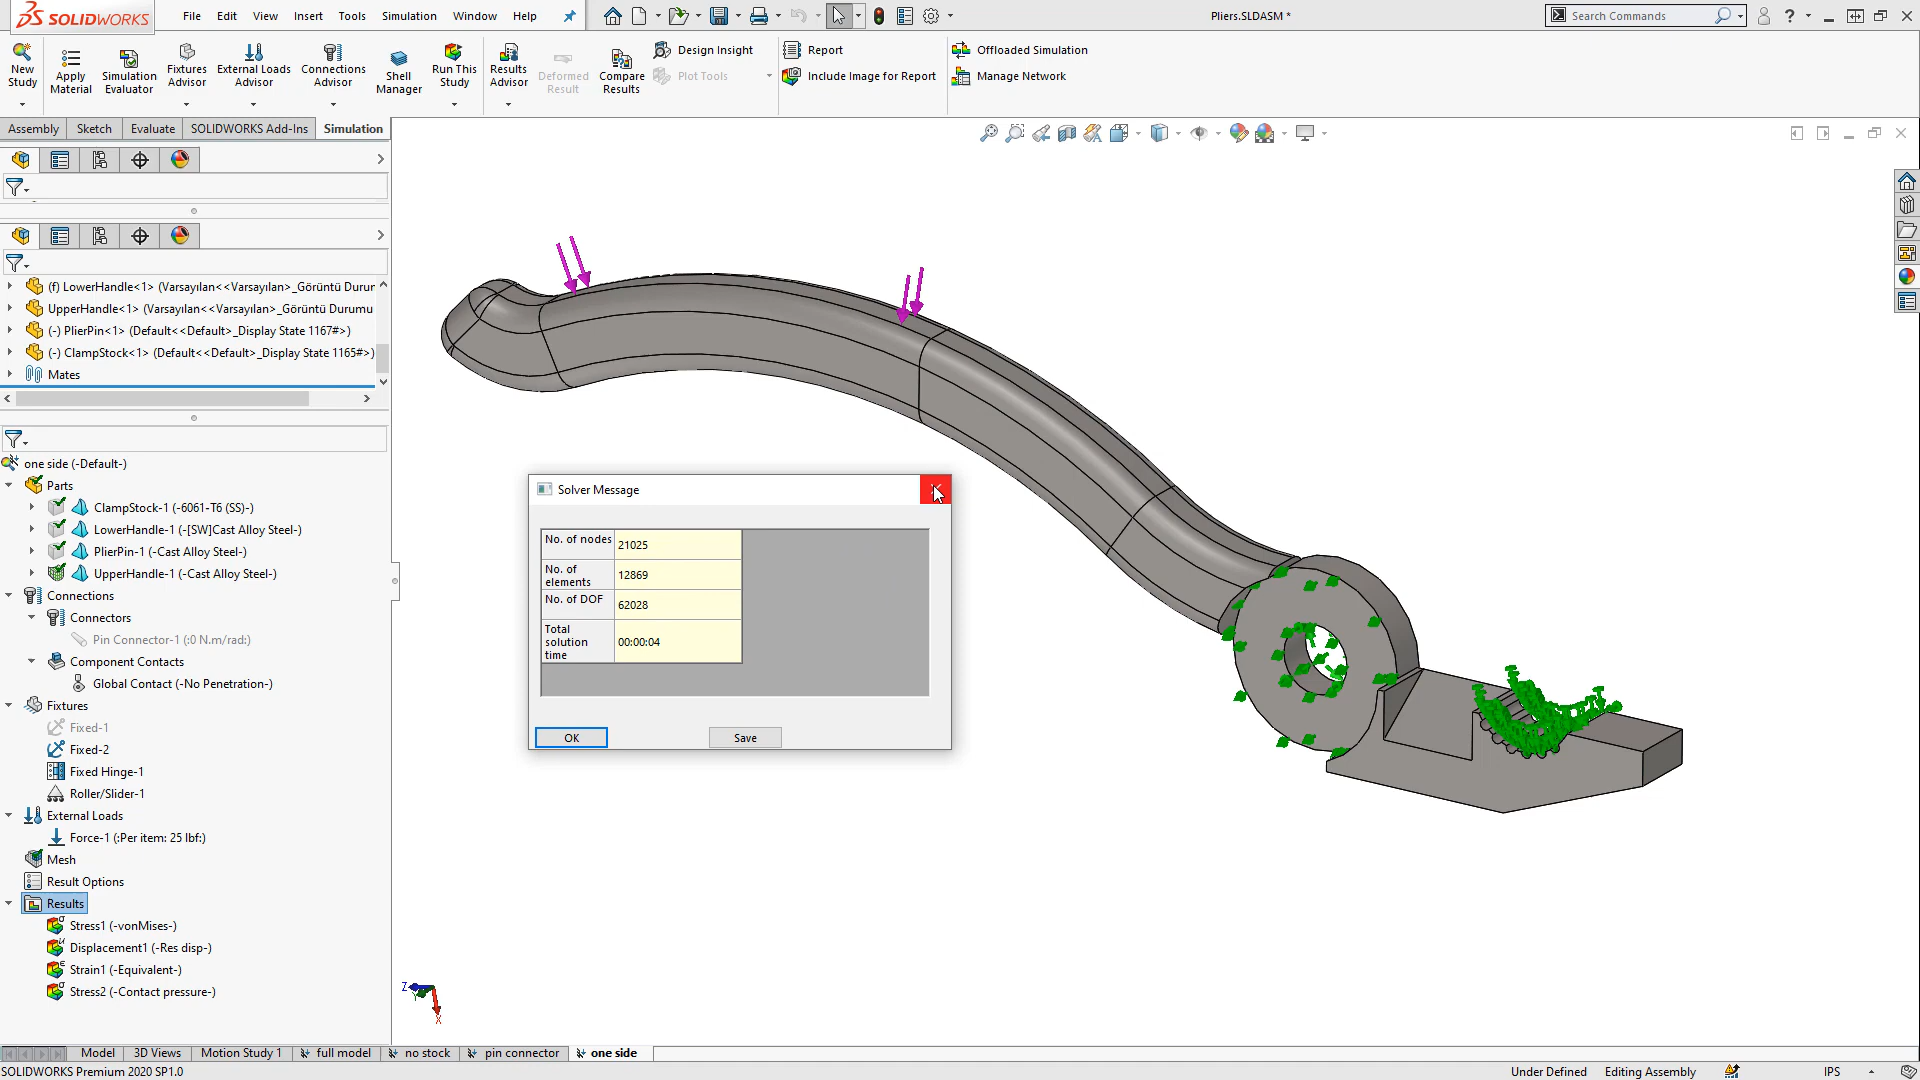 SOLIDWORKS
File Edit View Insert Tools Simulation Window Help
Pliers.SLDASM *
Search Commands
New Study
Apply Material
Simulation Evaluator
Fixtures Advisor
External Loads Advisor
Connections Advisor
Shell Manager
Run This Study
Results Advisor
Deformed Result
Compare Results
Design Insight
Plot Tools
Report
Include Image for Report
Offloaded Simulation
Manage Network
Assembly Sketch Evaluate SOLIDWORKS Add-Ins Simulation
(f) LowerHandle<1> (Varsayılan<<Varsayılan>_Görüntü Durur
UpperHandle<1> (Varsayılan<<Varsayılan>_Görüntü Durumu
(-) PlierPin<1> (Default<<Default>_Display State 1167#>)
(-) ClampStock<1> (Default<<Default>_Display State 1165#>)
Mates
one side (-Default-)
Parts
ClampStock-1 (-6061-T6 (SS)-)
LowerHandle-1 (-[SW]Cast Alloy Steel-)
PlierPin-1 (-Cast Alloy Steel-)
UpperHandle-1 (-Cast Alloy Steel-)
Connections
Connectors
Pin Connector-1 (:0 N.m/rad:)
Component Contacts
Global Contact (-No Penetration-)
Fixtures
Fixed-1
Fixed-2
Fixed Hinge-1
Roller/Slider-1
External Loads
Force-1 (:Per item: 25 lbf:)
Mesh
Result Options
Results
Stress1 (-vonMises-)
Displacement1 (-Res disp-)
Strain1 (-Equivalent-)
Stress2 (-Contact pressure-)
Solver Message
No. of nodes 21025
No. of elements 12869
No. of DOF 62028
Total solution time 00:00:04
OK Save
Z
Y
X
Model 3D Views Motion Study 1 full model no stock pin connector one side
SOLIDWORKS Premium 2020 SP1.0
Under Defined Editing Assembly IPS